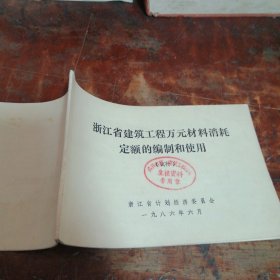 浙江省建筑工程万元材料消耗
定额的编制和使用
浙江省计划经济委员会
一九八六年六月